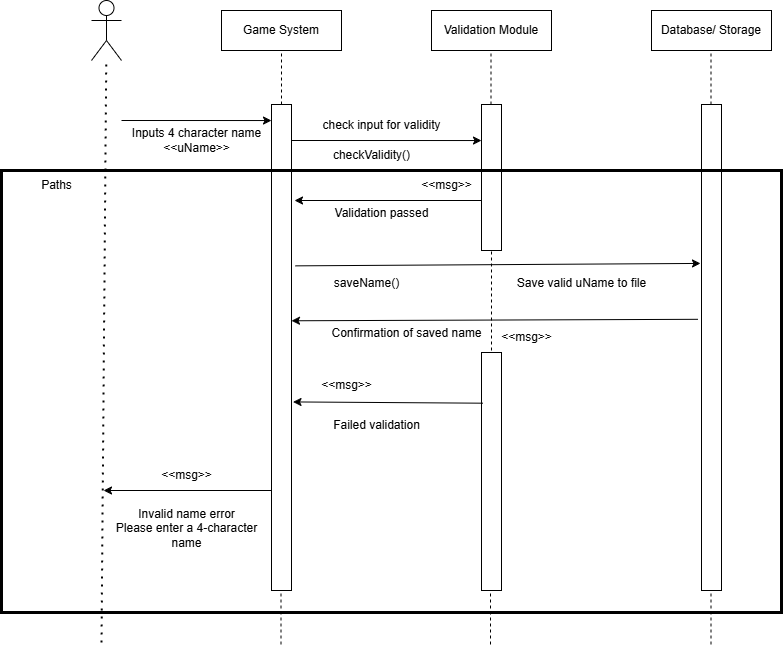 Game System
Validation Module
Database/ Storage
check input for validity
Inputs 4 character name
<<uName>>
checkValidity()
Paths
<<msg>>
Validation passed
saveName()
Save valid uName to file
Confirmation of saved name
<<msg>>
<<msg>>
Failed validation
<<msg>>
Invalid name error
Please enter a 4-character
name